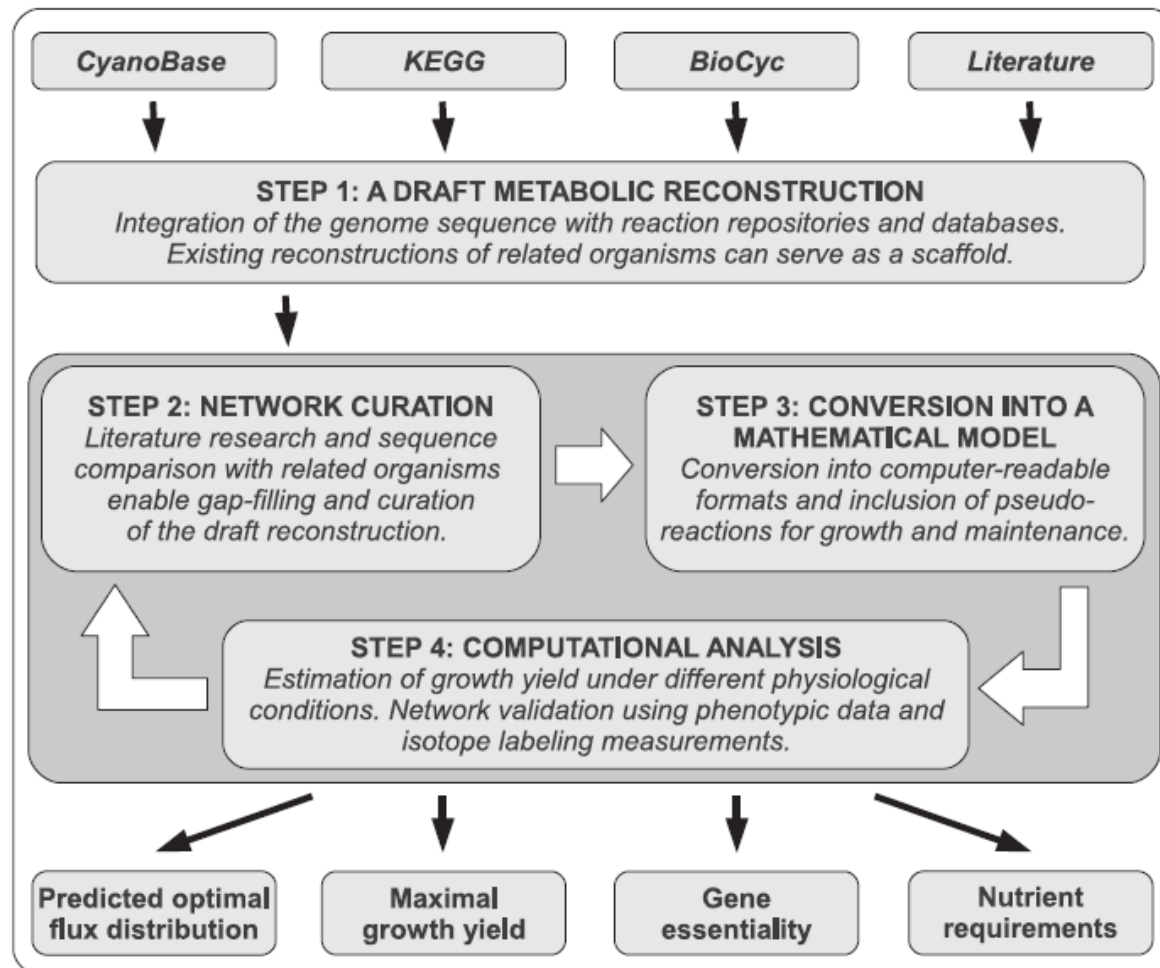 CyanoBase
KEGG
BioCyc
Literature
STEP 1: A DRAFT METABOLIC RECONSTRUCTION
Integration of the genome sequence with reaction repositories and databases.
Existing reconstructions of related organisms can serve as a scaffold.
STEP 2: NETWORK CURATION
Literature research and sequence
comparison with related organisms
enable gap-filling and curation
of the draft reconstruction.
STEP 3: CONVERSION INTO A
MATHEMATICAL MODEL
Conversion into computer-readable
formats and inclusion of pseudo-
reactions for growth and maintenance.
STEP 4: COMPUTATIONAL ANALYSIS
Estimation of growth yield under different physiological
conditions. Network validation using phenotypic data and
isotope labeling measurements.
Predicted optimal
flux distribution
Maximal
growth yield
Gene
essentiality
Nutrient
requirements